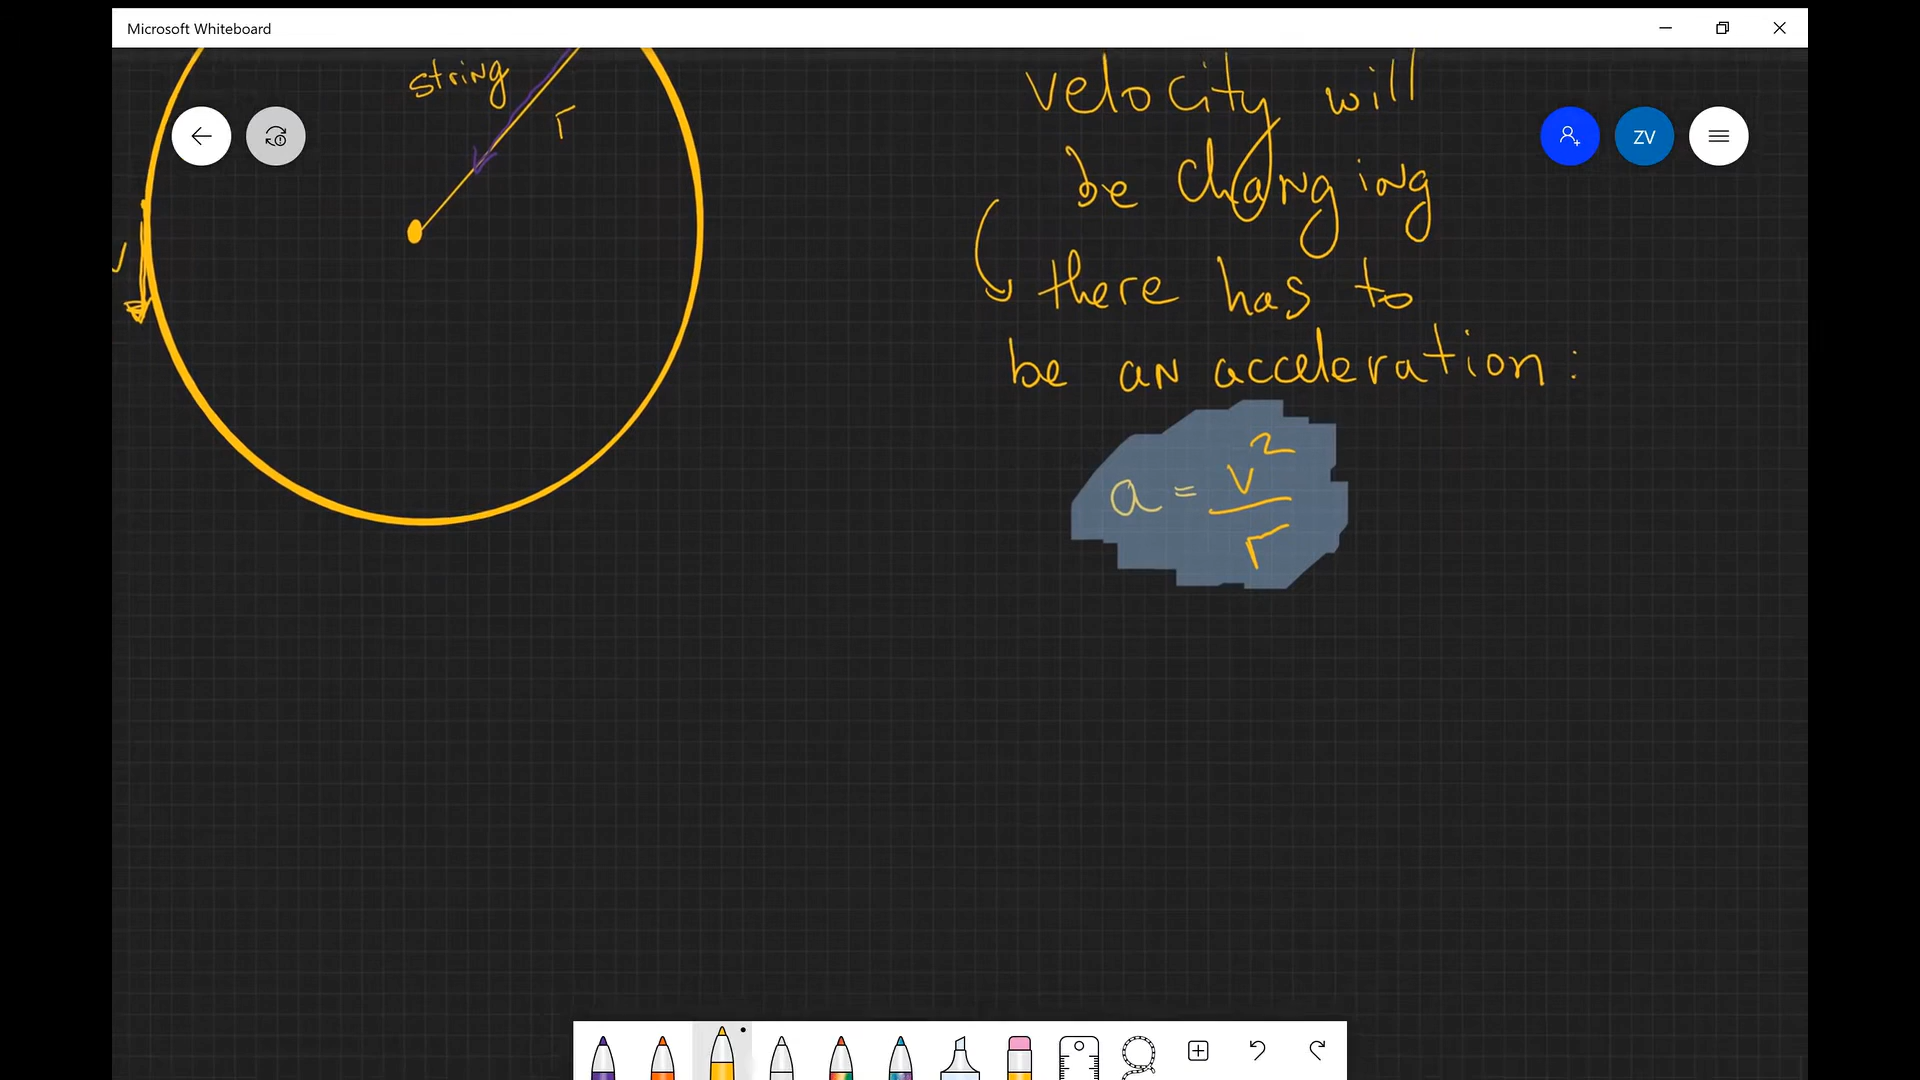 Microsoft Whiteboard
string
r
v
velocity will
be changing
there has to
be an acceleration:
a = v²/r
ZV